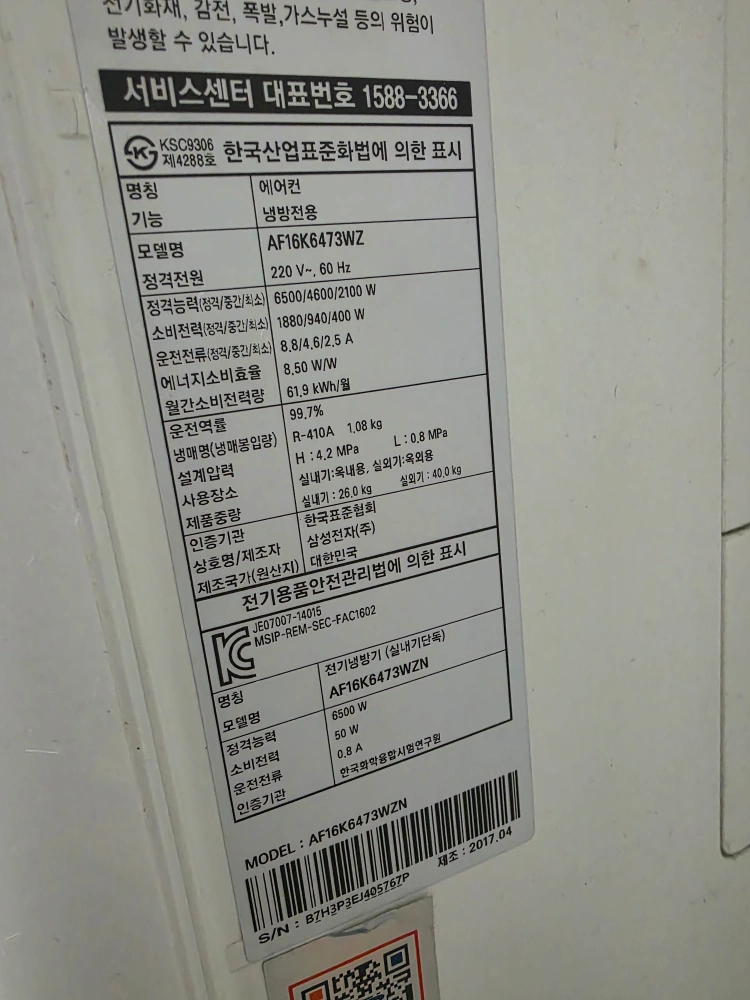 전기화재, 감전, 폭발,가스누설 등의 위험이
발생할 수 있습니다.
서비스센터 대표번호 1588-3366
KSC9306
제4288호
한국산업표준화법에 의한 표시
명칭 에어컨
기능 냉방전용
모델명 AF16K6473WZ
정격전원 220 V~, 60 Hz
정격능력(정격/중간/최소) 6500/4600/2100 W
소비전력(정격/중간/최소) 1880/940/400 W
운전전류(정격/중간/최소) 8.8/4.6/2.5 A
에너지소비효율 8.50 W/W
월간소비전력량 61.9 kWh/월
운전역률 99.7%
냉매명(냉매봉입량) R-410A 1.08 kg
설계압력 H : 4.2 MPa L : 0.8 MPa
사용장소 실내기:옥내용, 실외기:옥외용
제품중량 실내기 : 26.0 kg 실외기 : 40.0 kg
인증기관 한국표준협회
상호명/제조자 삼성전자(주)
제조국가(원산지) 대한민국
전기용품안전관리법에 의한 표시
JE07007-14015
MSIP-REM-SEC-FAC1602
명칭 전기냉방기 (실내기단독)
모델명 AF16K6473WZN
정격능력 6500 W
소비전력 50 W
운전전류 0.8 A
인증기관 한국화학융합시험연구원
MODEL : AF16K6473WZN
S/N : B7H3P3EJ405767P 제조 : 2017.04